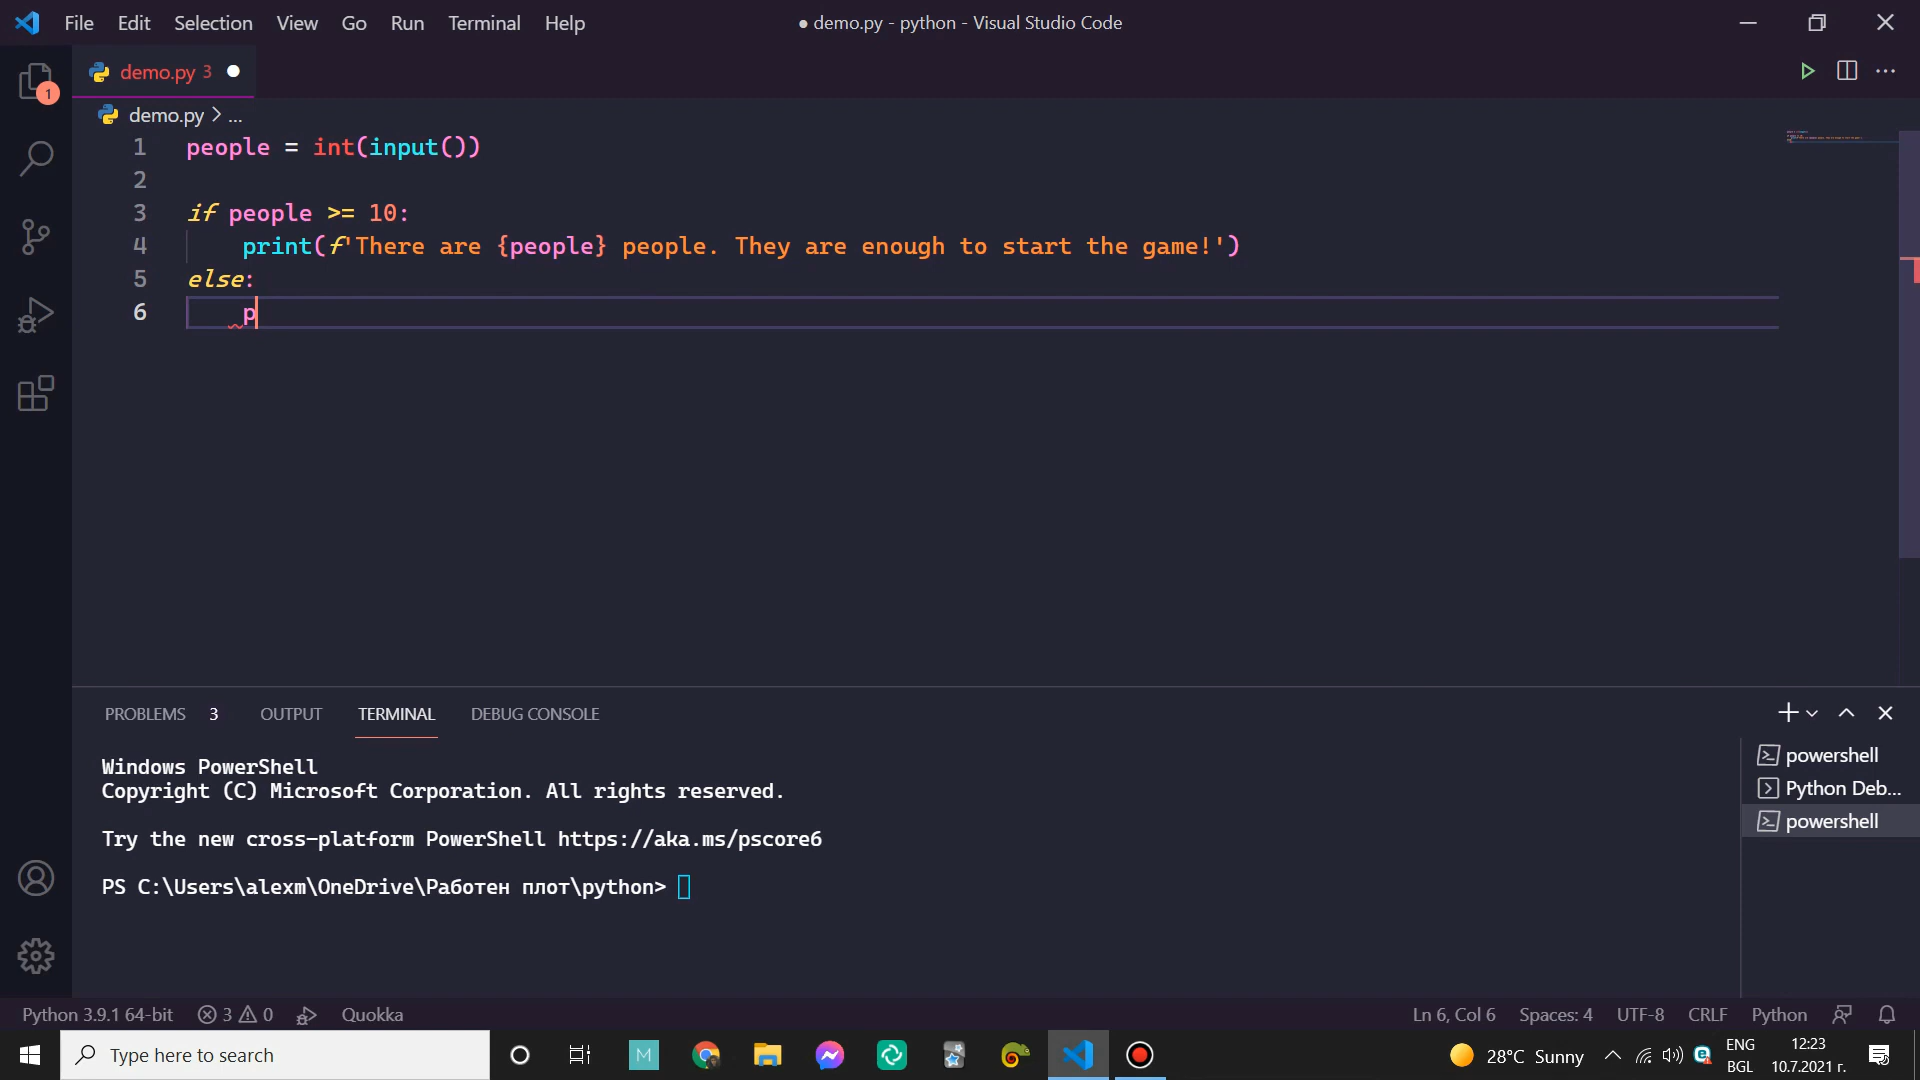 File Edit Selection View Go Run Terminal Help
● demo.py - python - Visual Studio Code
1
demo.py 3 ●
demo.py > ...
1 people = int(input())
2
3 if people >= 10:
4 print(f'There are {people} people. They are enough to start the game!')
5 else:
6 p
PROBLEMS 3 OUTPUT TERMINAL DEBUG CONSOLE
Windows PowerShell
Copyright (C) Microsoft Corporation. All rights reserved.
Try the new cross-platform PowerShell https://aka.ms/pscore6
PS C:\Users\alexm\OneDrive\Работен плот\python>
powershell
Python Deb...
powershell
Python 3.9.1 64-bit 3 0 Quokka
Ln 6, Col 6 Spaces: 4 UTF-8 CRLF Python
Type here to search
M
28°C Sunny
ENG
BGL
12:23
10.7.2021 г.